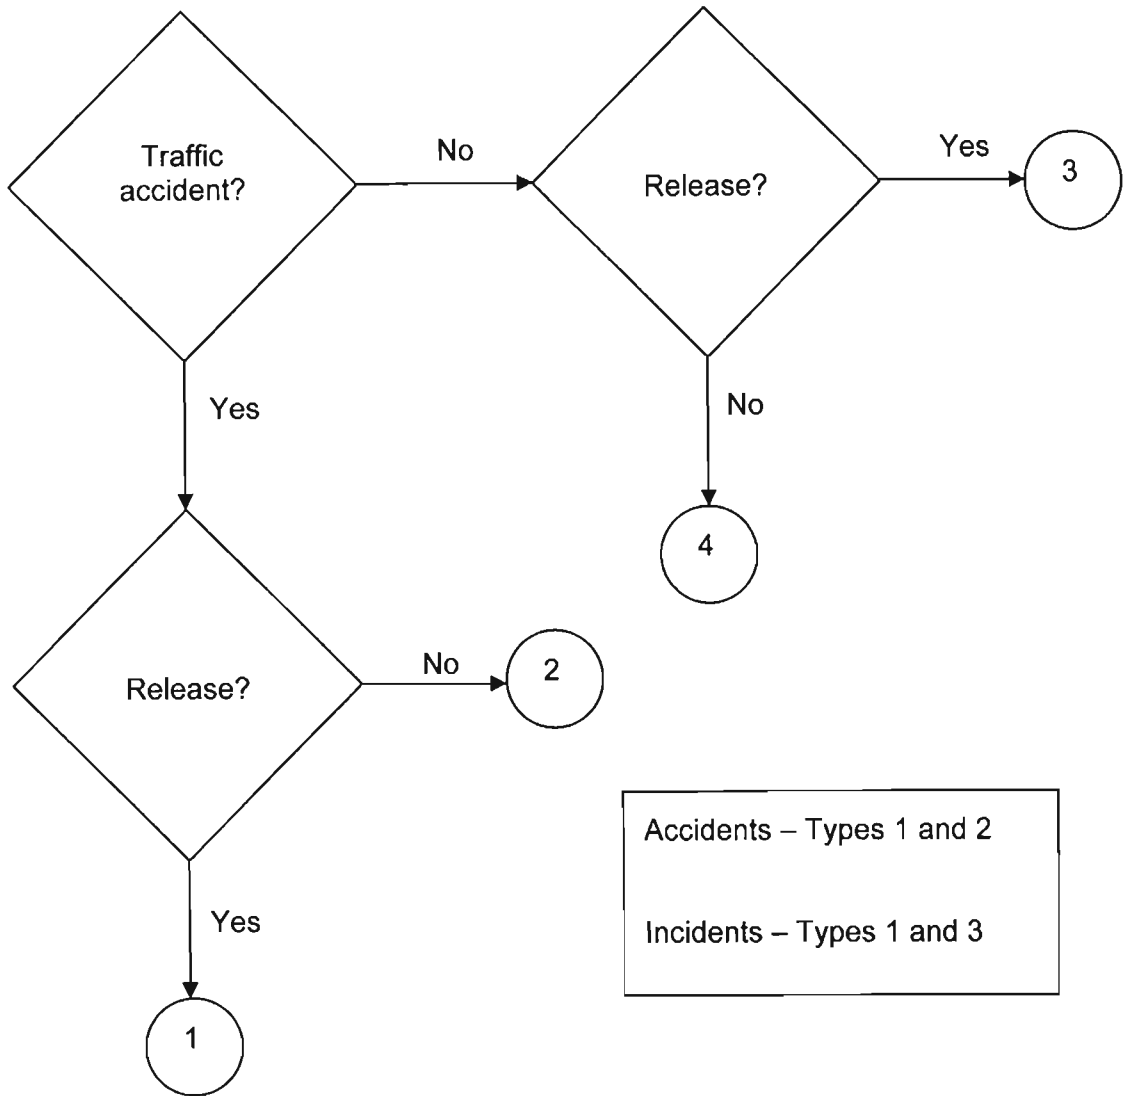 Traffic
accident?
No
Release?
Yes
3
Yes
No
4
Release?
No
2
Yes
1
Accidents – Types 1 and 2
Incidents – Types 1 and 3